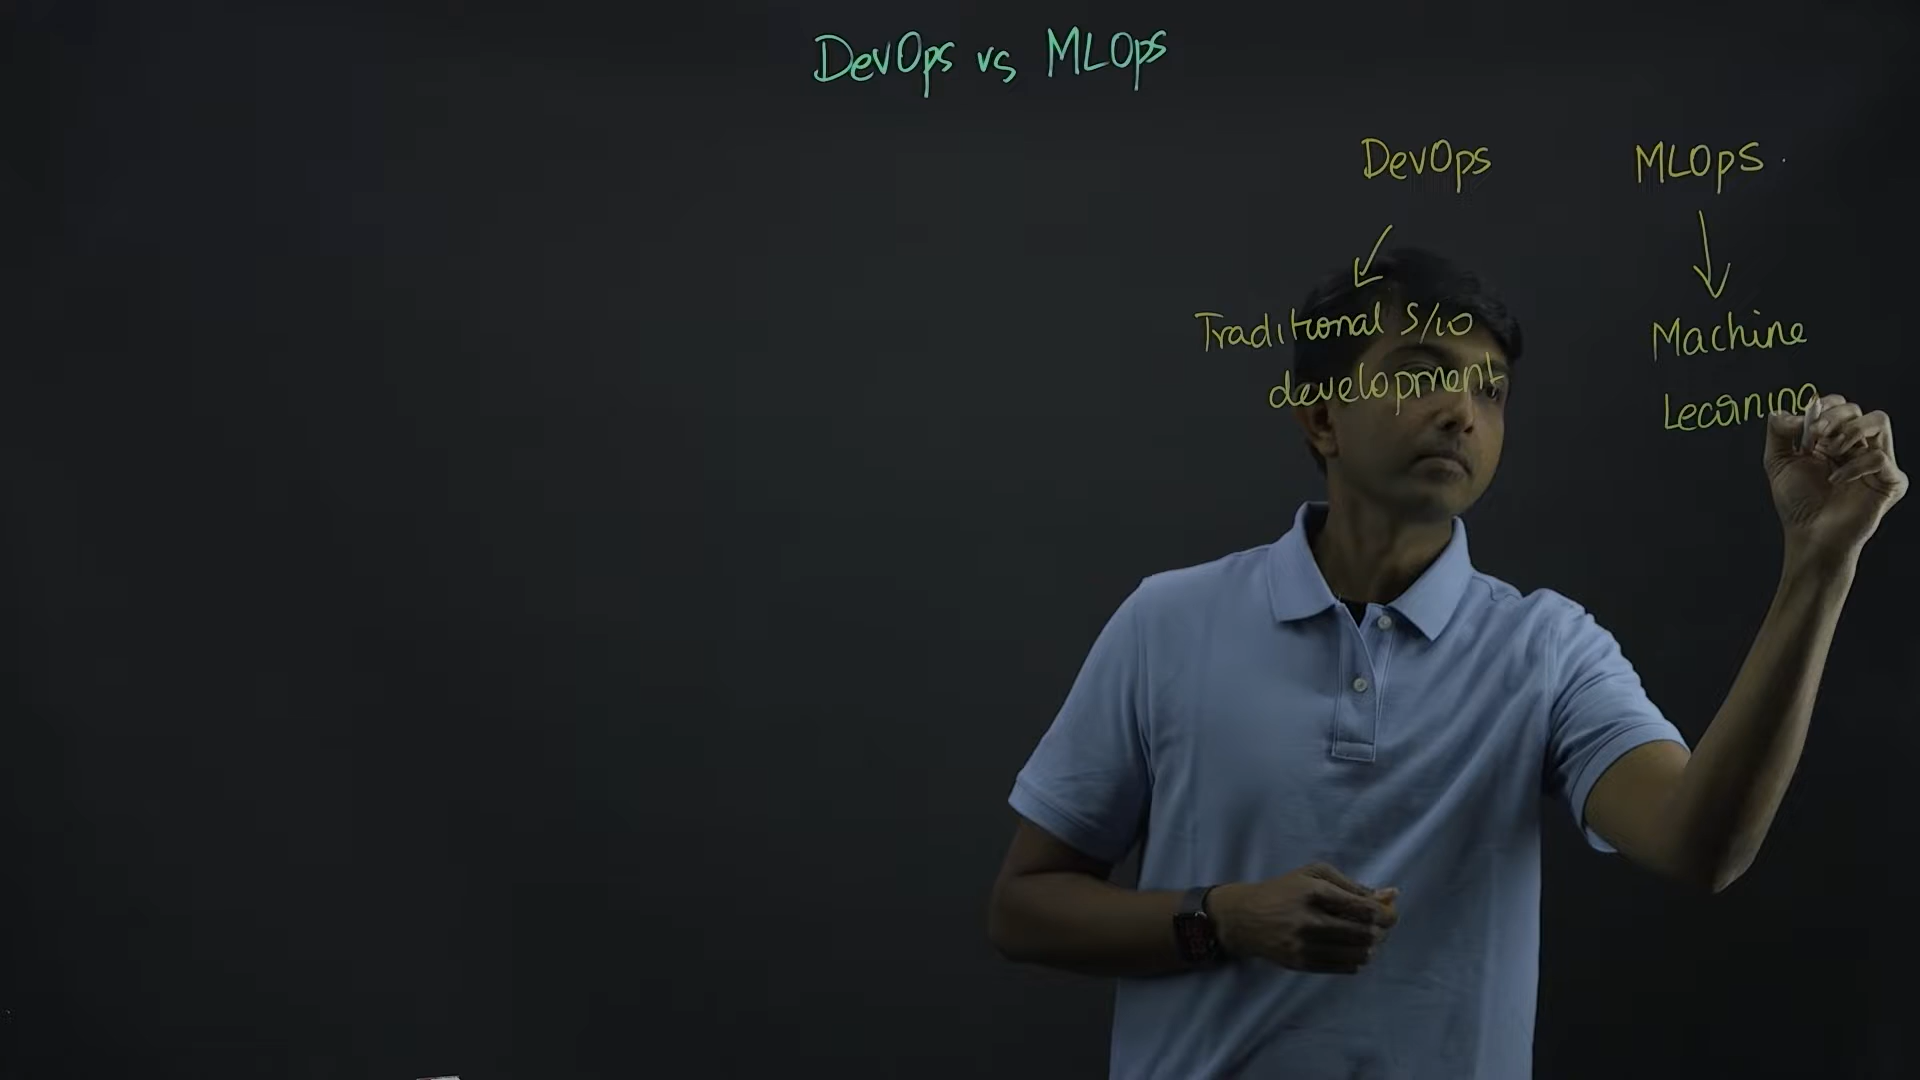 DevOps vs MLOps
DevOps
MLOps
Traditional S/w
development
Machine
Learning